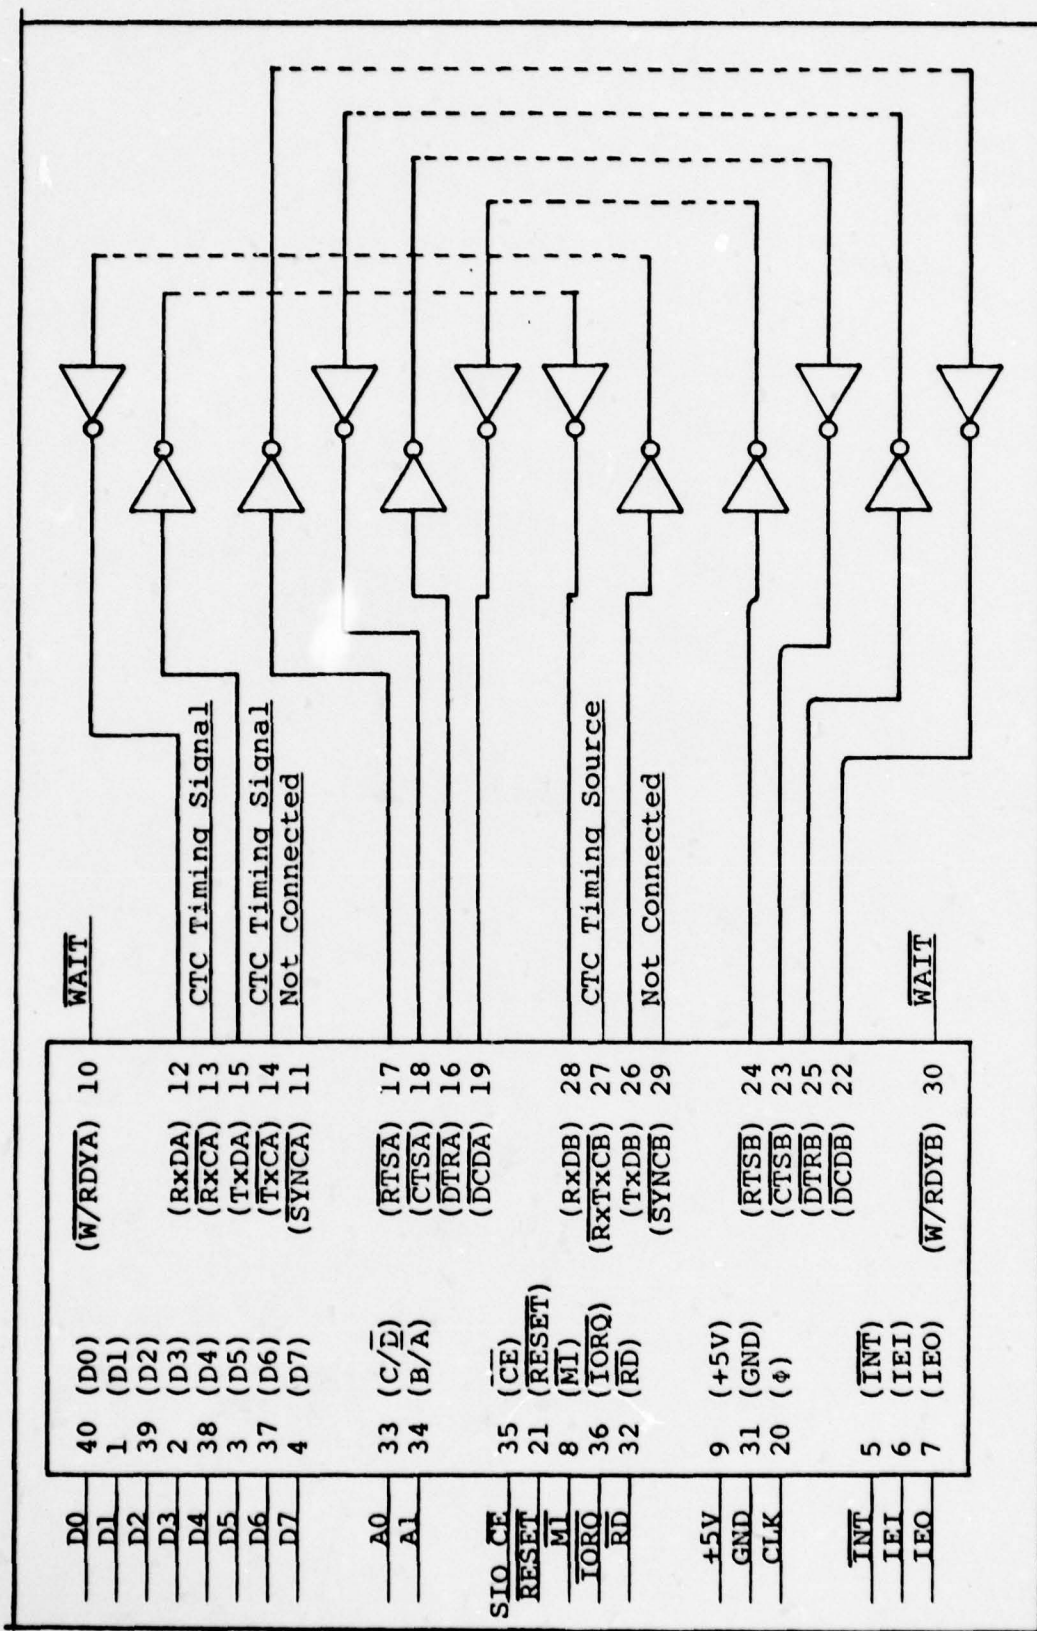 D0 40 (D0) (W/RDYA) 10 WAIT
D1 1 (D1)
D2 39 (D2)
D3 2 (D3) (RxDA) 12
D4 38 (D4) (RxCA) 13 CTC Timing Signal
D5 3 (D5) (TxDA) 15
D6 37 (D6) (TxCA) 14 CTC Timing Signal
D7 4 (D7) (SYNCA) 11 Not Connected
A0 33 (C/D) (RTSA) 17
A1 34 (B/A) (CTSA) 18
(DTRA) 16
(DCDA) 19
SIO CE 35 (CE)
RESET 21 (RESET)
M1 8 (M1) (RxDB) 28
IORQ 36 (IORQ) (RxTxCB) 27 CTC Timing Source
RD 32 (RD) (TxDB) 26
(SYNCB) 29 Not Connected
+5V 9 (+5V)
GND 31 (GND) (RTSB) 24
CLK 20 (ϕ) (CTSB) 23
(DTRB) 25
(DCDB) 22
INT 5 (INT)
IEI 6 (IEI)
IEO 7 (IEO) (W/RDYB) 30 WAIT